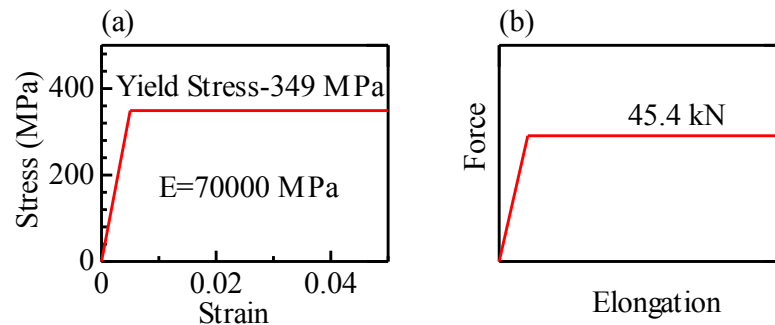 (a)
Stress (MPa)
400
200
0
Yield Stress-349 MPa
E=70000 MPa
0
0.02
0.04
Strain
(b)
Force
45.4 kN
Elongation